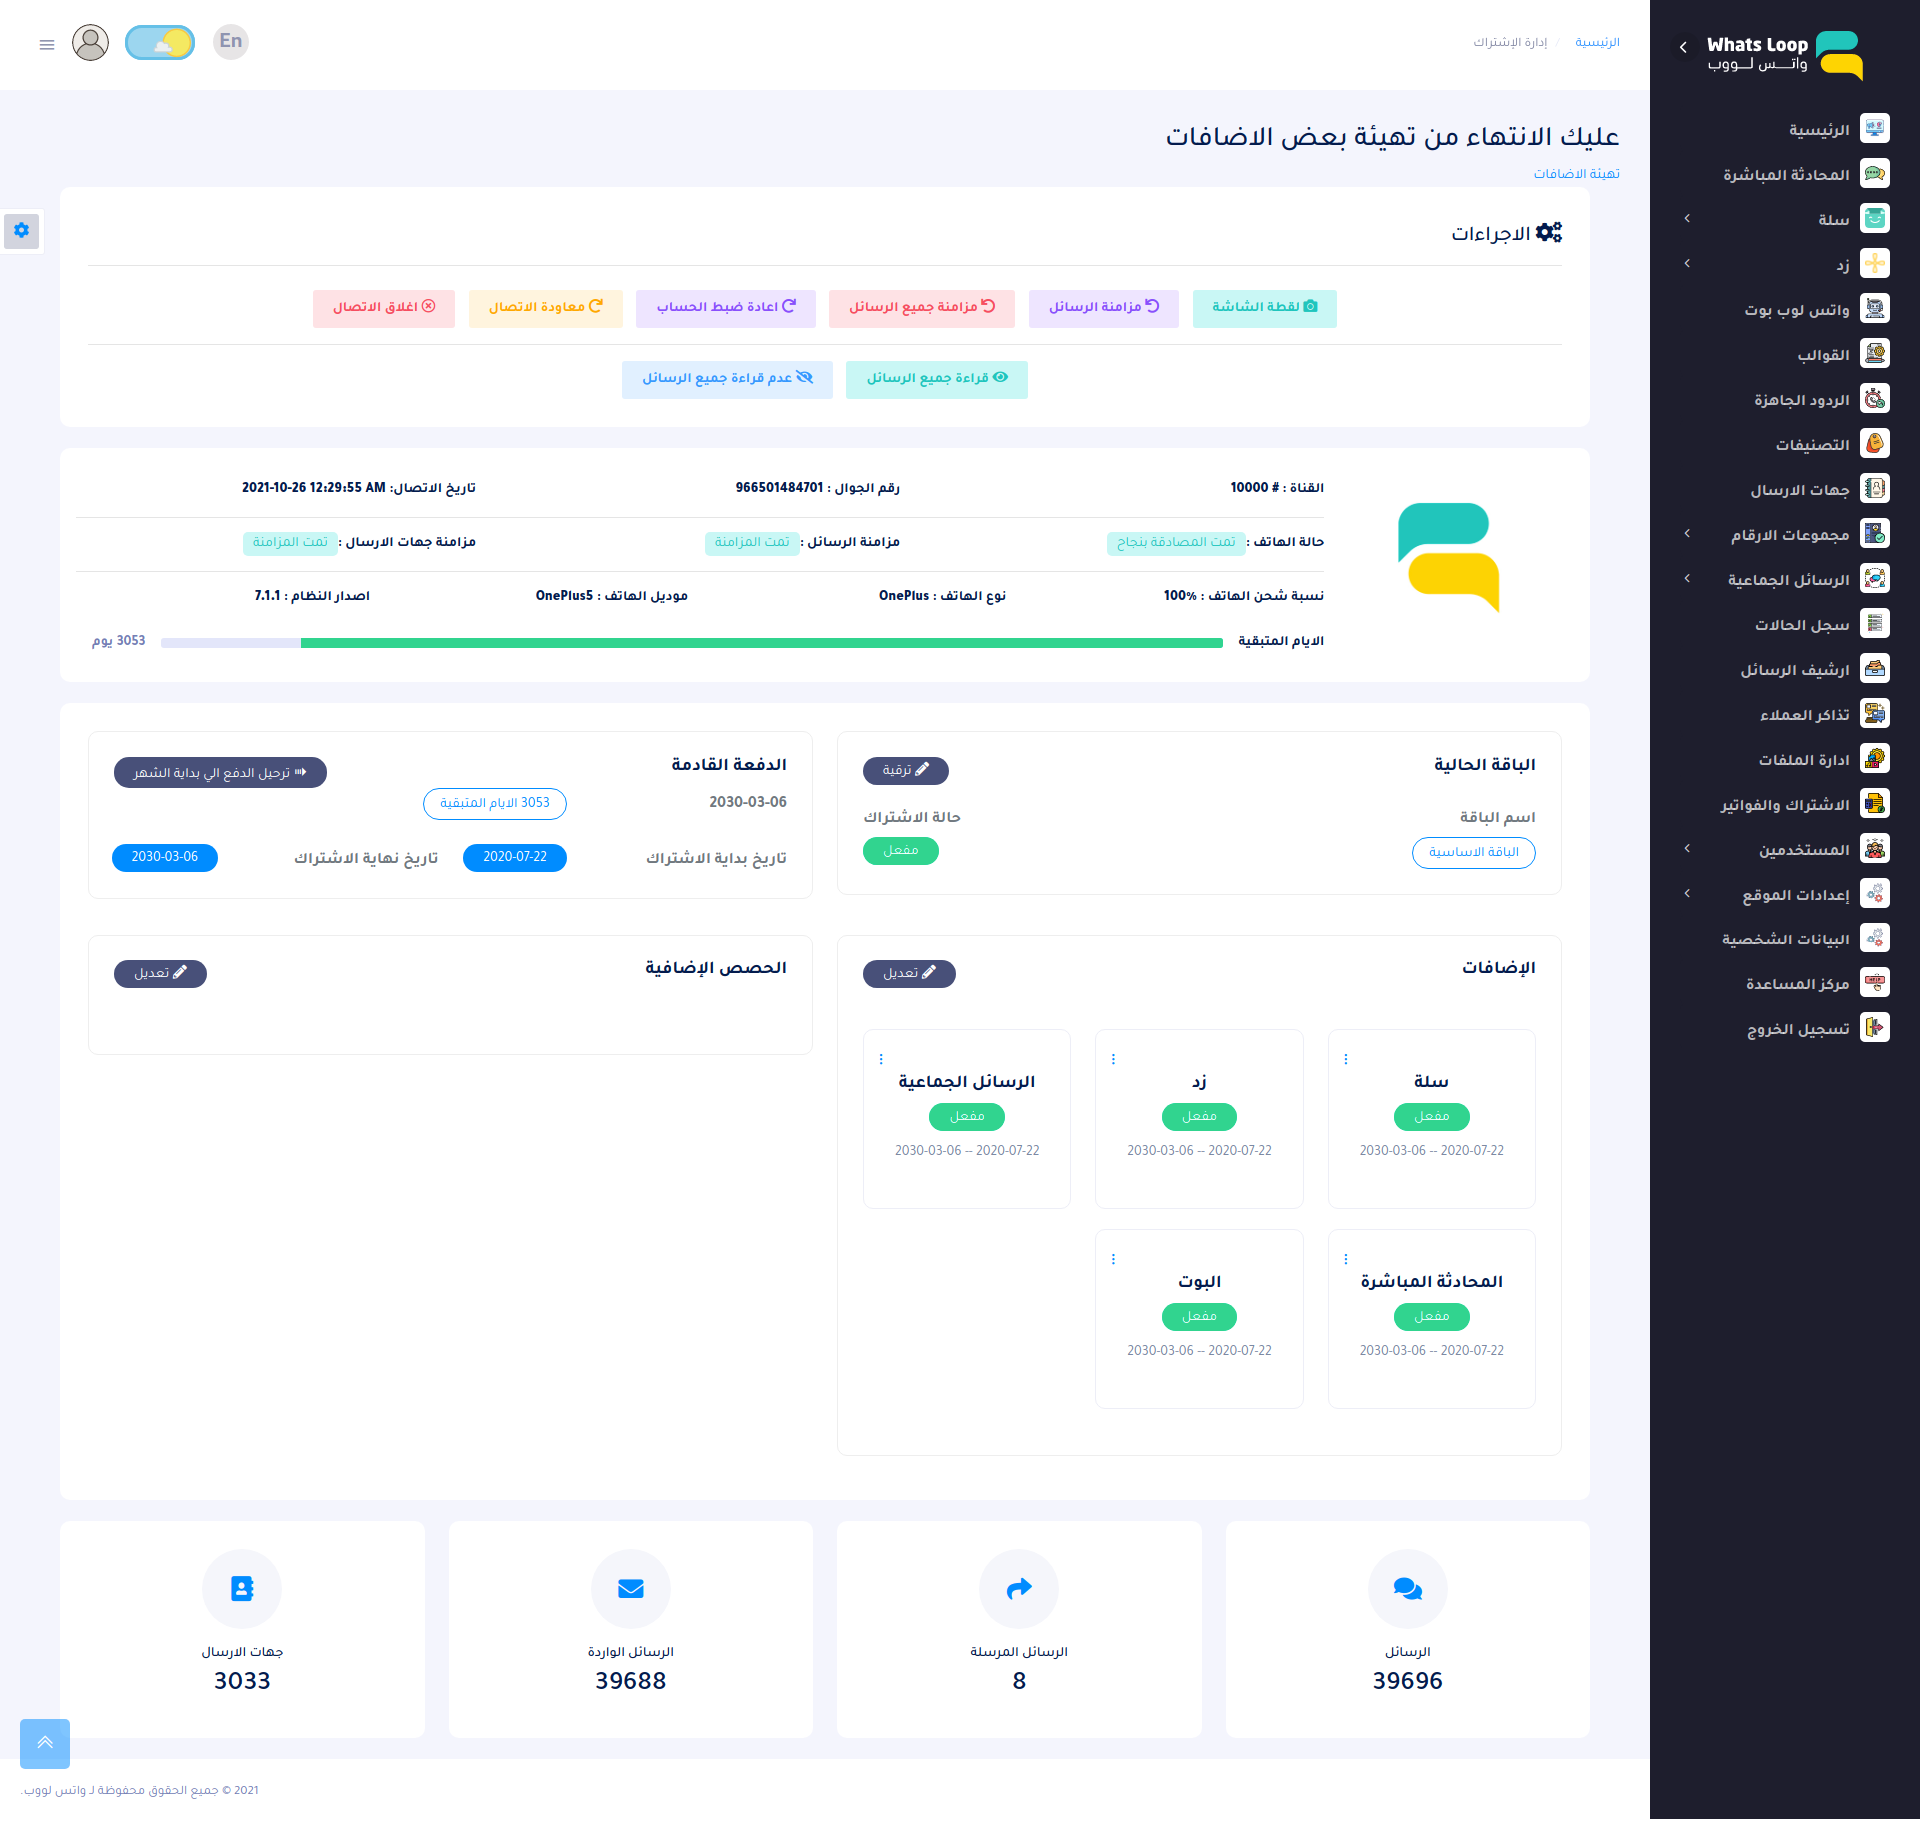 Whats Loop
واتس لووب
الرئيسية
المحادثة المباشرة
سلة
زد
واتس لوب بوت
القوالب
الردود الجاهزة
التصنيفات
جهات الارسال
مجموعات الارقام
الرسائل الجماعية
سجل الحالات
ارشيف الرسائل
تذاكر العملاء
ادارة الملفات
الاشتراك والفواتير
المستخدمين
إعدادات الموقع
البيانات الشخصية
مركز المساعدة
تسجيل الخروج
الرئيسية / إدارة الإشتراك
En
عليك الانتهاء من تهيئة بعض الاضافات
تهيئة الاضافات
الاجراءات
لقطة الشاشة
مزامنة الرسائل
مزامنة جميع الرسائل
اعادة ضبط الحساب
معاودة الاتصال
اغلاق الاتصال
قراءة جميع الرسائل
عدم قراءة جميع الرسائل
القناة : # 10000
رقم الجوال : 966501484701
تاريخ الاتصال: 2021-10-26 12:29:55 AM
حالة الهاتف : تمت المصادقة بنجاح
مزامنة الرسائل : تمت المزامنة
مزامنة جهات الارسال : تمت المزامنة
نسبة شحن الهاتف : 100%
نوع الهاتف : OnePlus
موديل الهاتف : OnePlus5
اصدار النظام : 7.1.1
الايام المتبقية
3053 يوم
الباقة الحالية
ترقية
اسم الباقة
حالة الاشتراك
الباقة الاساسية
مفعل
الدفعة القادمة
ترحيل الدفع الي بداية الشهر
2030-03-06
3053 الايام المتبقية
تاريخ بداية الاشتراك
2020-07-22
تاريخ نهاية الاشتراك
2030-03-06
الإضافات
تعديل
سلة
مفعل
2020-07-22 -- 2030-03-06
زد
مفعل
2020-07-22 -- 2030-03-06
الرسائل الجماعية
مفعل
2020-07-22 -- 2030-03-06
المحادثة المباشرة
مفعل
2020-07-22 -- 2030-03-06
البوت
مفعل
2020-07-22 -- 2030-03-06
الحصص الإضافية
تعديل
الرسائل
39696
الرسائل المرسلة
8
الرسائل الواردة
39688
جهات الارسال
3033
2021 © جميع الحقوق محفوظة لـ واتس لووب.